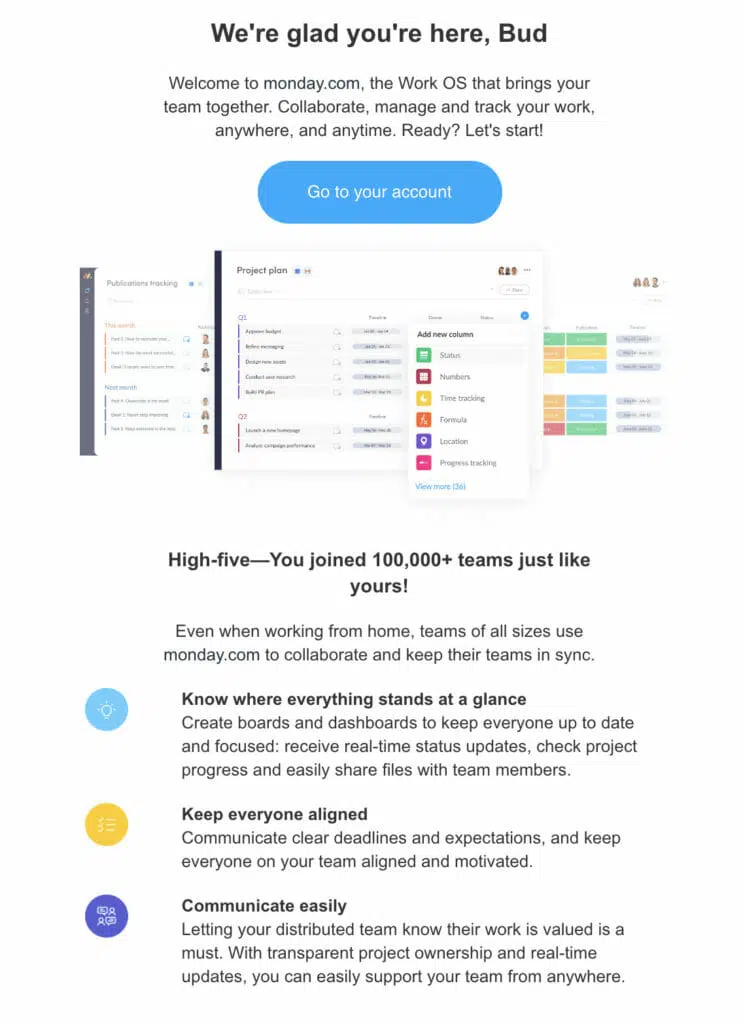 We're glad you're here, Bud
Welcome to monday.com, the Work OS that brings your
team together. Collaborate, manage and track your work,
anywhere, and anytime. Ready? Let's start!
Go to your account
Publications tracking
This month
Next month
Project plan
Q1
Timeline
Owner
Status
Approve budget
Refine messaging
Design new assets
Conduct user research
Build PR plan
Q2
Timeline
Launch a new homepage
Analyze campaign performance
Add new column
Status
Numbers
Time tracking
Formula
Location
Progress tracking
View more (36)
Publication
Timeline
High-five—You joined 100,000+ teams just like
yours!
Even when working from home, teams of all sizes use
monday.com to collaborate and keep their teams in sync.
Know where everything stands at a glance
Create boards and dashboards to keep everyone up to date
and focused: receive real-time status updates, check project
progress and easily share files with team members.
Keep everyone aligned
Communicate clear deadlines and expectations, and keep
everyone on your team aligned and motivated.
Communicate easily
Letting your distributed team know their work is valued is a
must. With transparent project ownership and real-time
updates, you can easily support your team from anywhere.